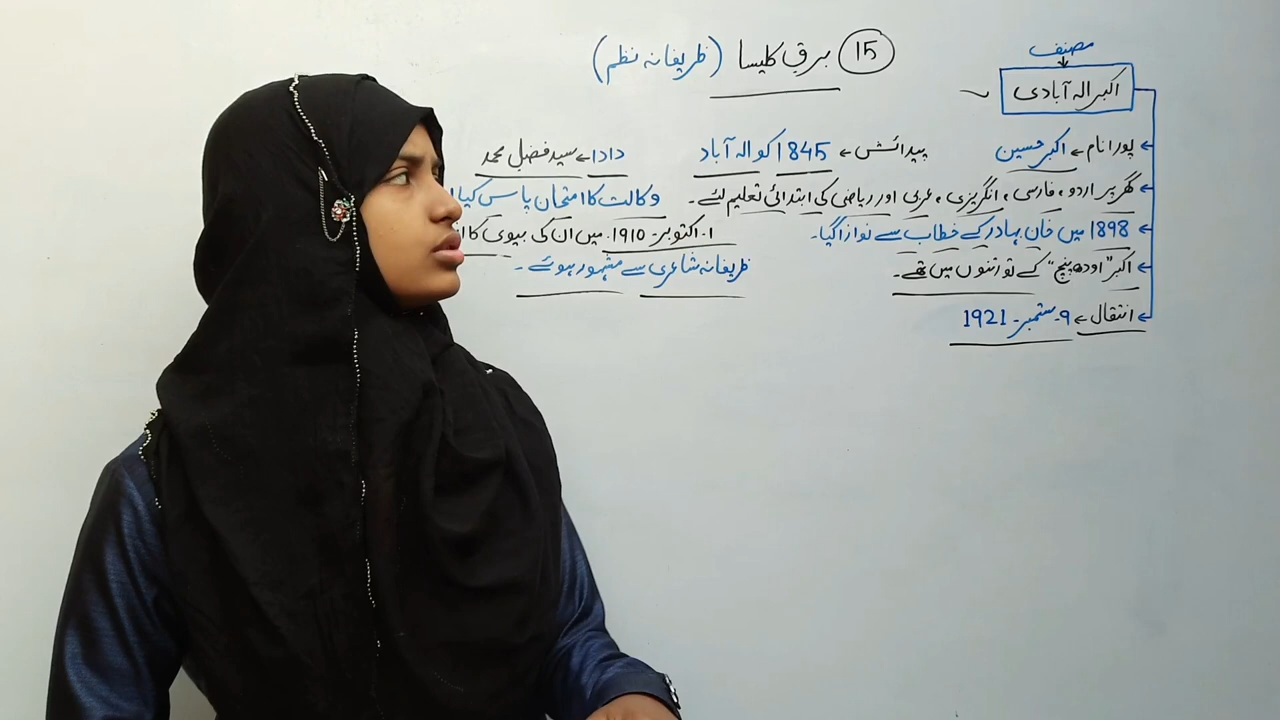 15 برقِ کلیسا (ظریفانہ نظم)
مصنف
اکبر الہ آبادی
پورا نام ← اکبر حسین پیدائش ← 1845 کو الہ آباد دادا ← سید فضل محمد
گھر پر اردو، فارسی، انگریزی، عربی اور ریاضی کی ابتدائی تعلیم لئے۔ وکالت کا امتحان پاس کیا
1898 میں خان بہادر کے خطاب سے نوازا گیا۔ 1۔اکتوبر۔1910 میں ان کی بیوی کا
اکبر "اودھ پنچ" کے نو رتنوں میں تھے۔ ظریفانہ شاعری سے مشہور ہوئے۔
انتقال ← 9۔ستمبر۔1921